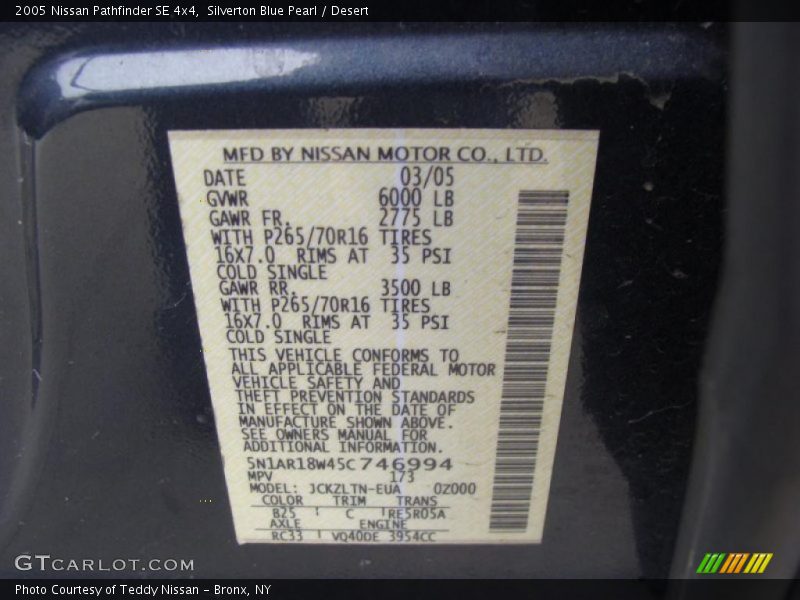 2005 Nissan Pathfinder SE 4x4, Silverton Blue Pearl / Desert
MFD BY NISSAN MOTOR CO., LTD.
DATE 03/05
GVWR 6000 LB
GAWR FR. 2775 LB
WITH P265/70R16 TIRES
16X7.0 RIMS AT 35 PSI
COLD SINGLE
GAWR RR. 3500 LB
WITH P265/70R16 TIRES
16X7.0 RIMS AT 35 PSI
COLD SINGLE
THIS VEHICLE CONFORMS TO
ALL APPLICABLE FEDERAL MOTOR
VEHICLE SAFETY AND
THEFT PREVENTION STANDARDS
IN EFFECT ON THE DATE OF
MANUFACTURE SHOWN ABOVE.
SEE OWNERS MANUAL FOR
ADDITIONAL INFORMATION.
5N1AR18W45C746994
MPV 173
MODEL: JCKZLTN-EUA 0Z000
COLOR TRIM TRANS
B25 C RE5R05A
AXLE ENGINE
RC33 VQ40DE 3954CC
GTCARLOT.COM
Photo Courtesy of Teddy Nissan - Bronx, NY